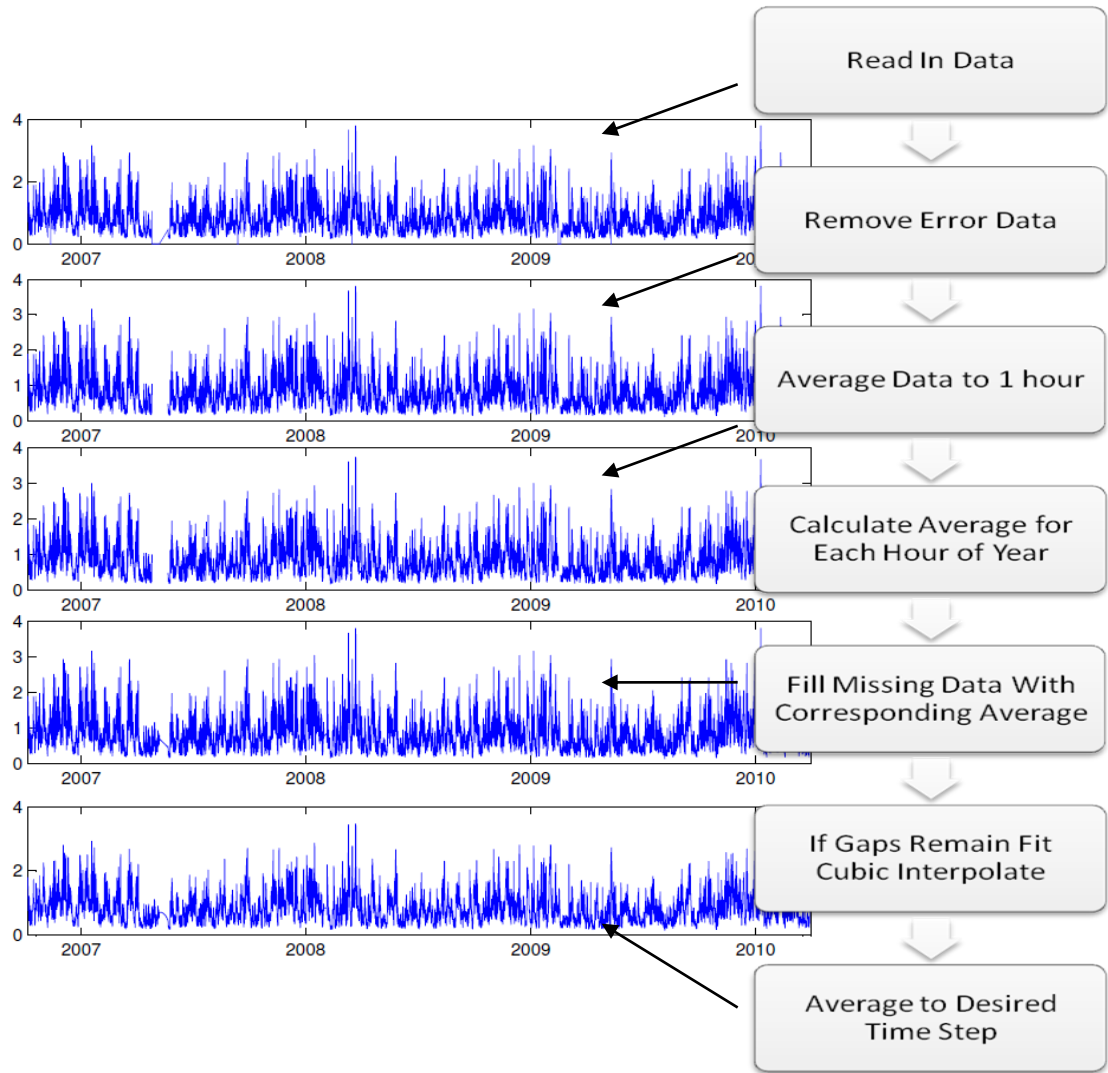 Read In Data
4
2
0
2007 2008 2009 20
Remove Error Data
4
3
2
1
0
2007 2008 2009 2010
Average Data to 1 hour
4
3
2
1
0
2007 2008 2009 2010
Calculate Average for
Each Hour of Year
4
3
2
1
0
2007 2008 2009 2010
Fill Missing Data With
Corresponding Average
4
2
0
2007 2008 2009 2010
If Gaps Remain Fit
Cubic Interpolate
Average to Desired
Time Step